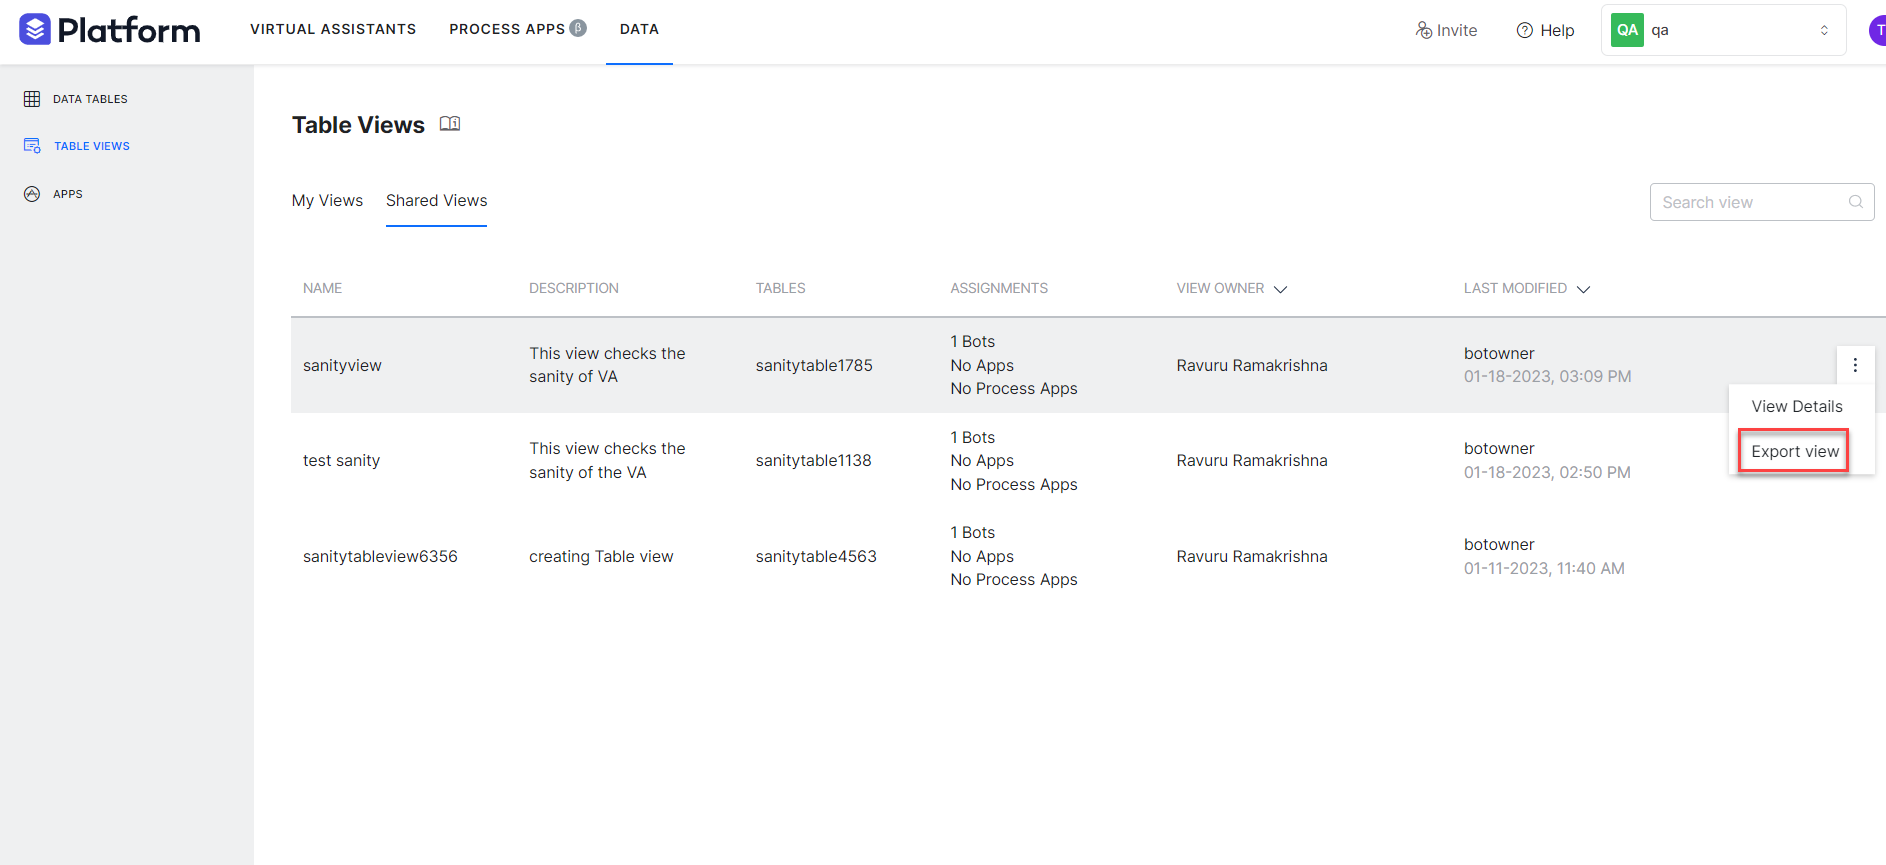 Platform
VIRTUAL ASSISTANTS PROCESS APPS β DATA
Invite Help QA qa T
DATA TABLES
TABLE VIEWS
APPS
Table Views
My Views Shared Views
Search view
NAME DESCRIPTION TABLES ASSIGNMENTS VIEW OWNER LAST MODIFIED
sanityview
This view checks the
sanity of VA
sanitytable1785
1 Bots
No Apps
No Process Apps
Ravuru Ramakrishna
botowner
01-18-2023, 03:09 PM
View Details
Export view
test sanity
This view checks the
sanity of the VA
sanitytable1138
1 Bots
No Apps
No Process Apps
Ravuru Ramakrishna
botowner
01-18-2023, 02:50 PM
sanitytableview6356
creating Table view
sanitytable4563
1 Bots
No Apps
No Process Apps
Ravuru Ramakrishna
botowner
01-11-2023, 11:40 AM